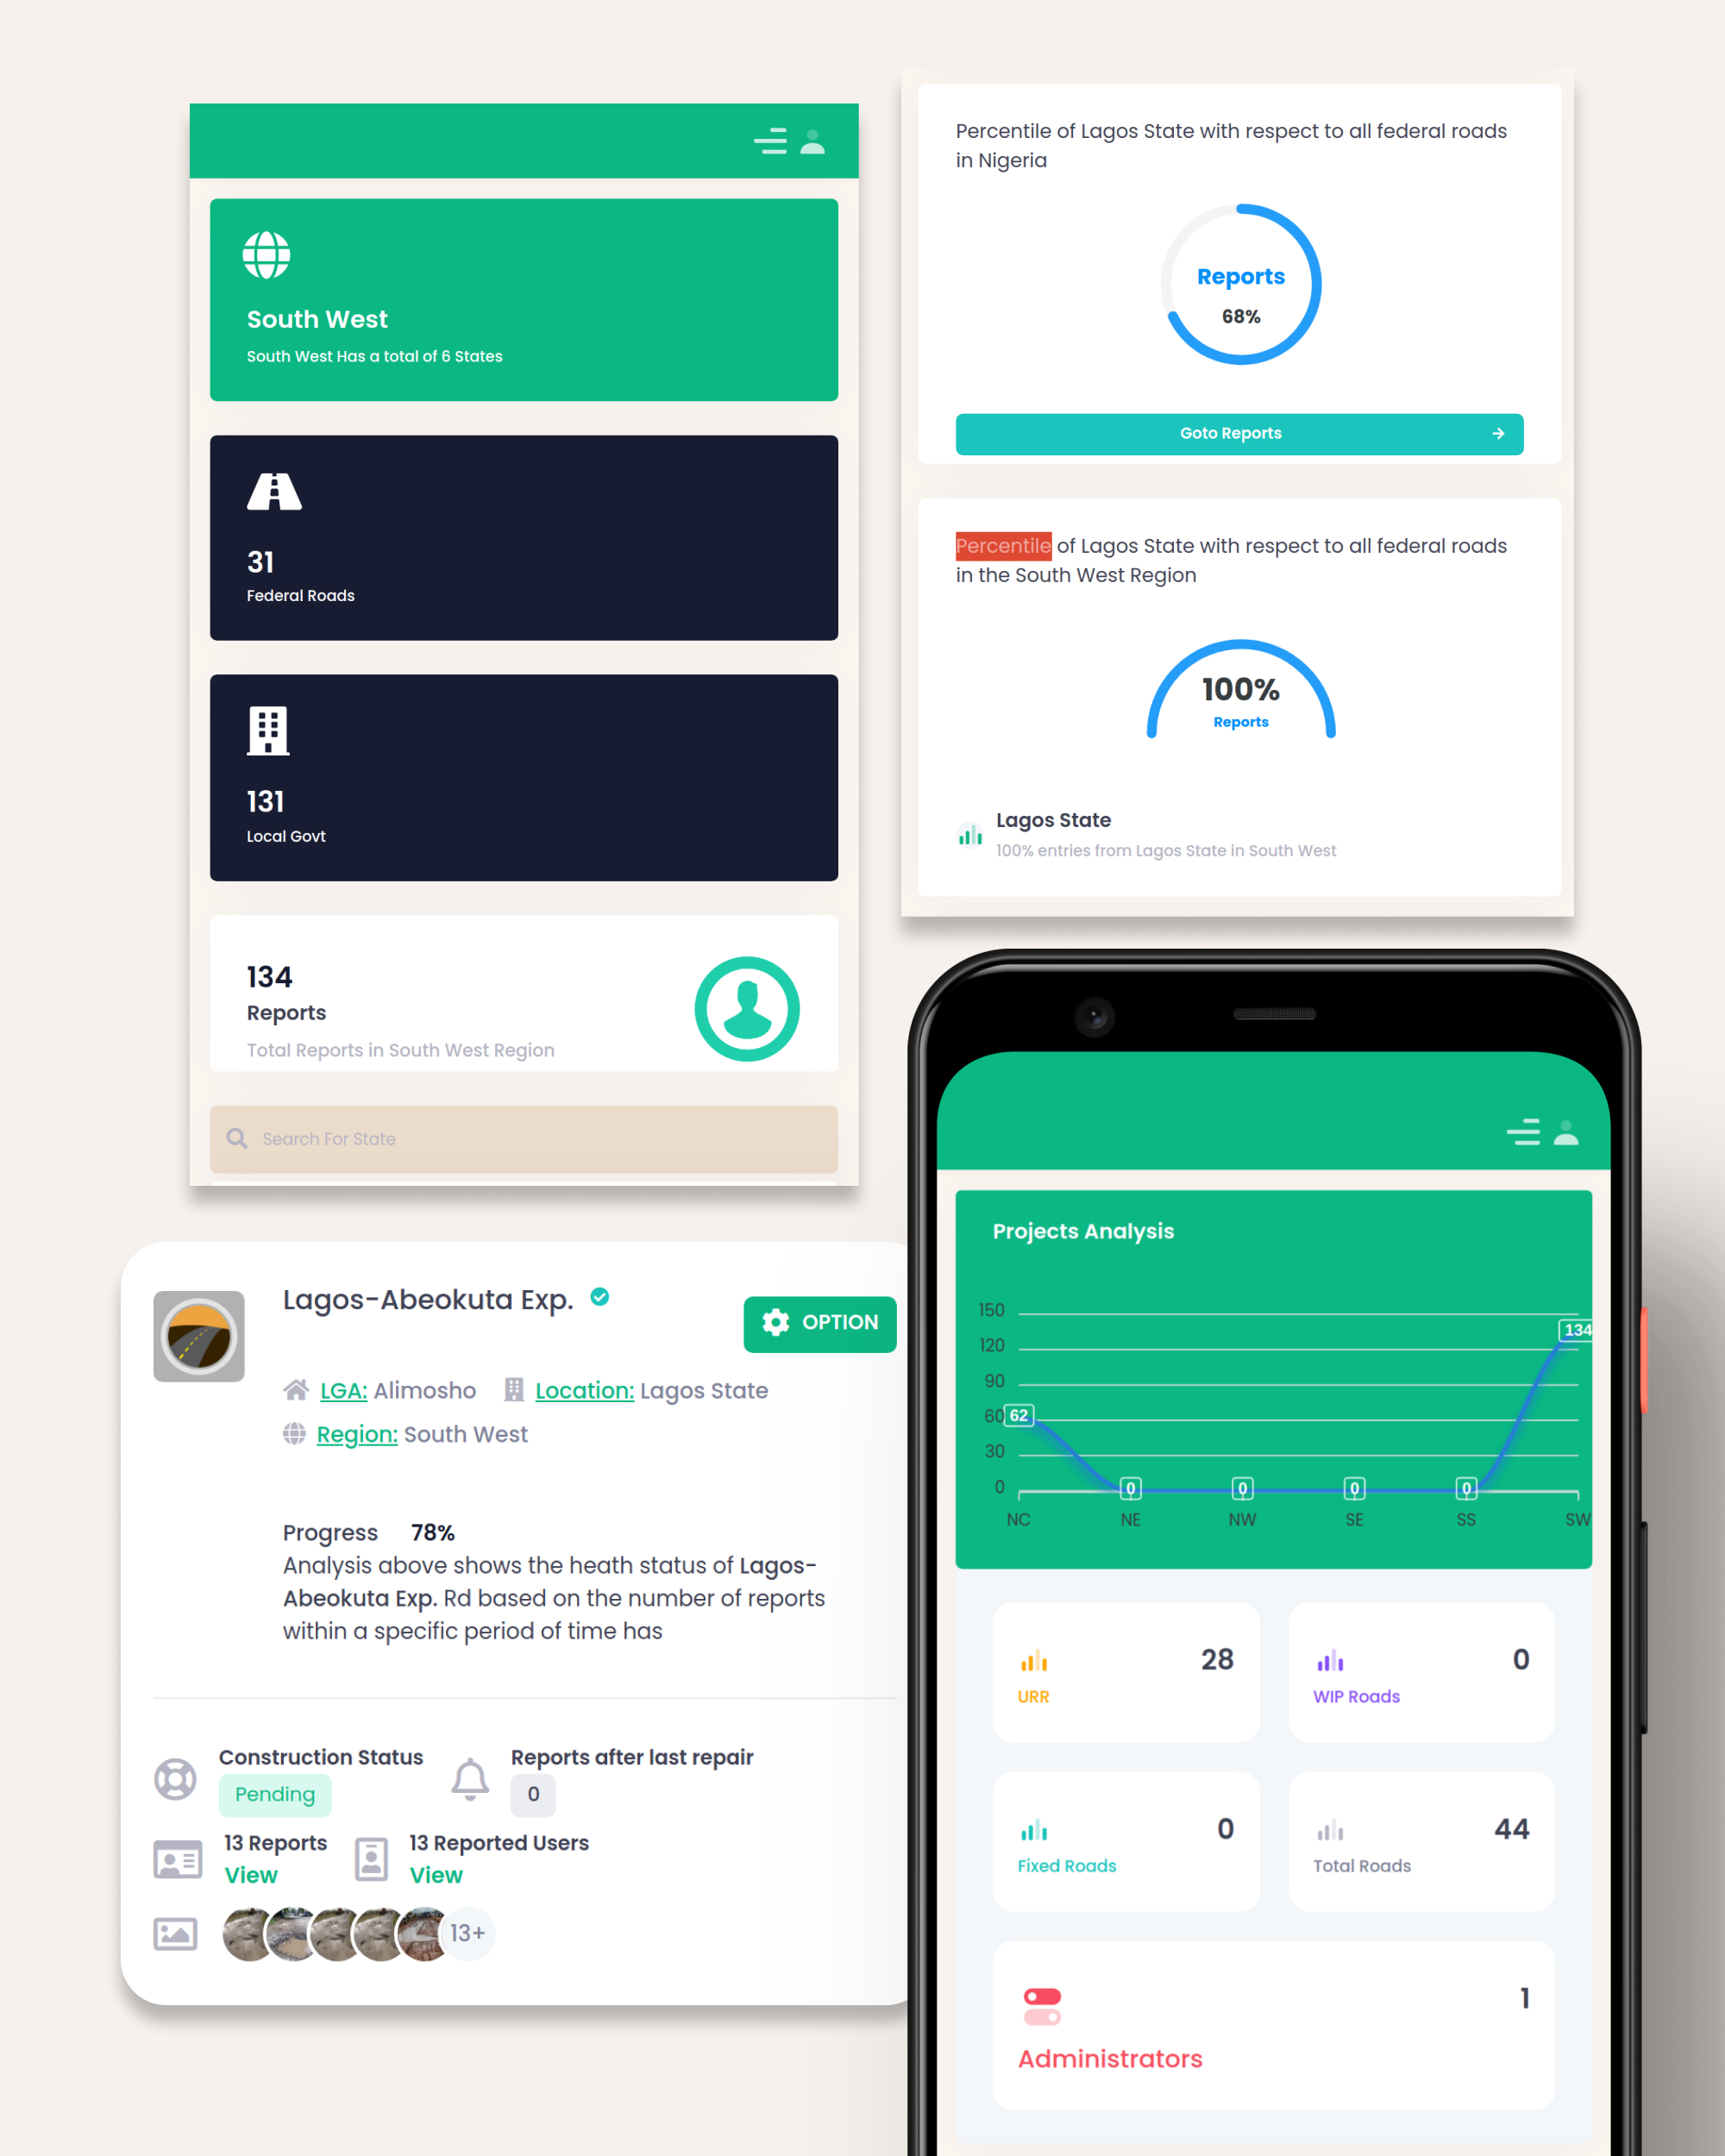 South West
South West Has a total of 6 States
31
Federal Roads
131
Local Govt
134
Reports
Total Reports in South West Region
Search For State
Percentile of Lagos State with respect to all federal roads
in Nigeria
Reports
68%
Goto Reports
Percentile of Lagos State with respect to all federal roads
in the South West Region
100%
Reports
Lagos State
100% entries from Lagos State in South West
Lagos-Abeokuta Exp.
OPTION
LGA: Alimosho Location: Lagos State
Region: South West
Progress 78%
Analysis above shows the heath status of Lagos-
Abeokuta Exp. Rd based on the number of reports
within a specific period of time has
Construction Status Reports after last repair
Pending 0
13 Reports 13 Reported Users
View View
13+
Projects Analysis
150
120
90
60
30
0
62 0 0 0 0 134
NC NE NW SE SS SW
28 0
URR WIP Roads
0 44
Fixed Roads Total Roads
1
Administrators